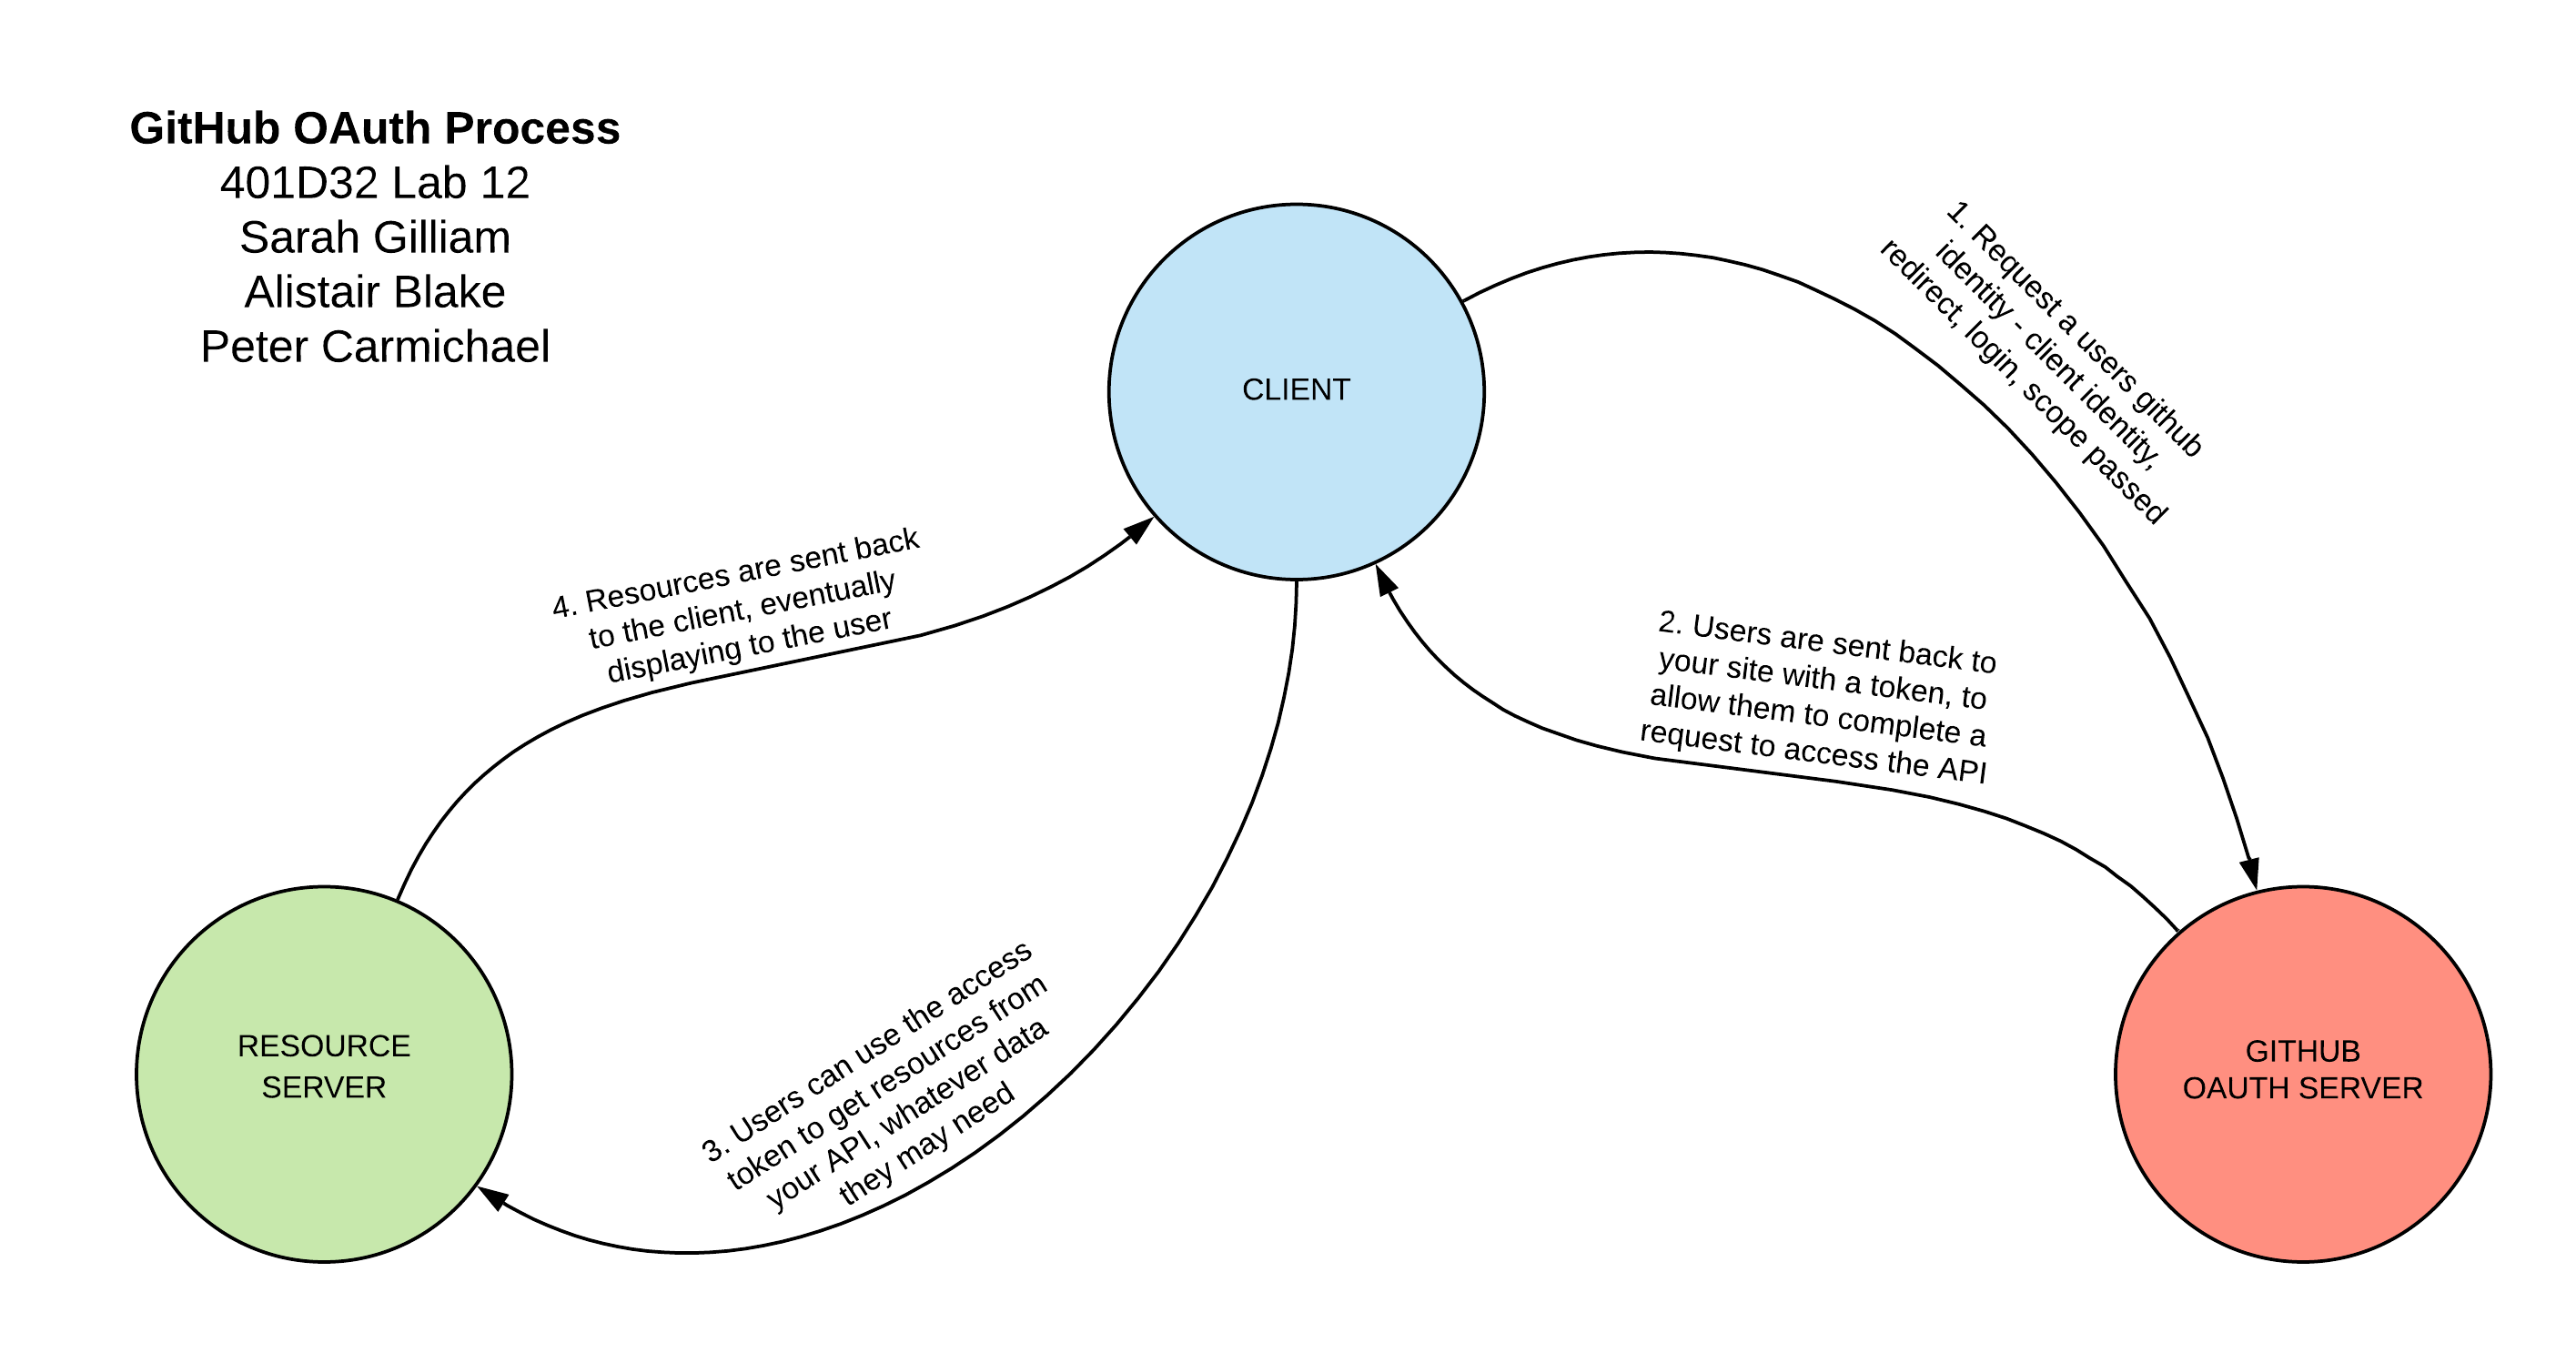 GitHub OAuth Process
401D32 Lab 12
Sarah Gilliam
Alistair Blake
Peter Carmichael
CLIENT
1. Request a users github
identity - client identity,
redirect, login, scope passed
2. Users are sent back to
your site with a token, to
allow them to complete a
request to access the API
4. Resources are sent back
to the client, eventually
displaying to the user
3. Users can use the access
token to get resources from
your API, whatever data
they may need
RESOURCE
SERVER
GITHUB
OAUTH SERVER